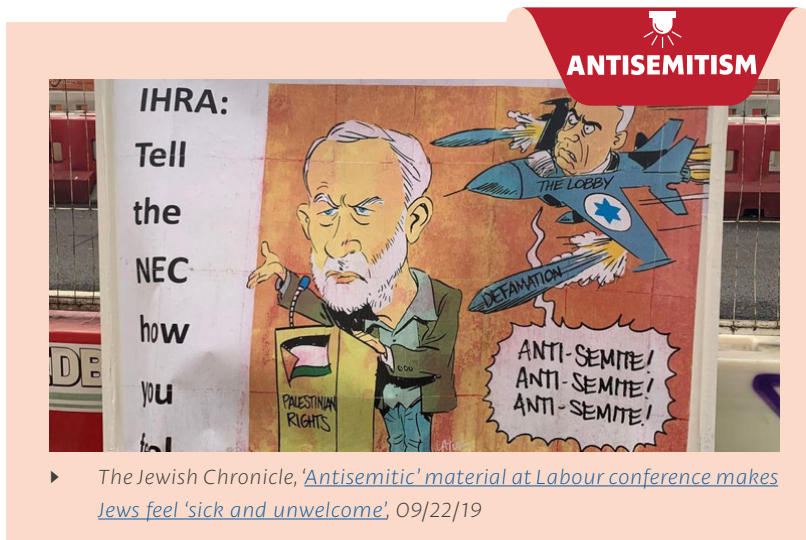 ANTISEMITISM
IHRA:
Tell
the
NEC
how
you
THE LOBBY
DEFAMATION
ANTI-SEMITE!
ANTI-SEMITE!
ANTI-SEMITE!
PALESTINIAN
RIGHTS
The Jewish Chronicle, ‘Antisemitic’ material at Labour conference makes
Jews feel ‘sick and unwelcome’, 09/22/19